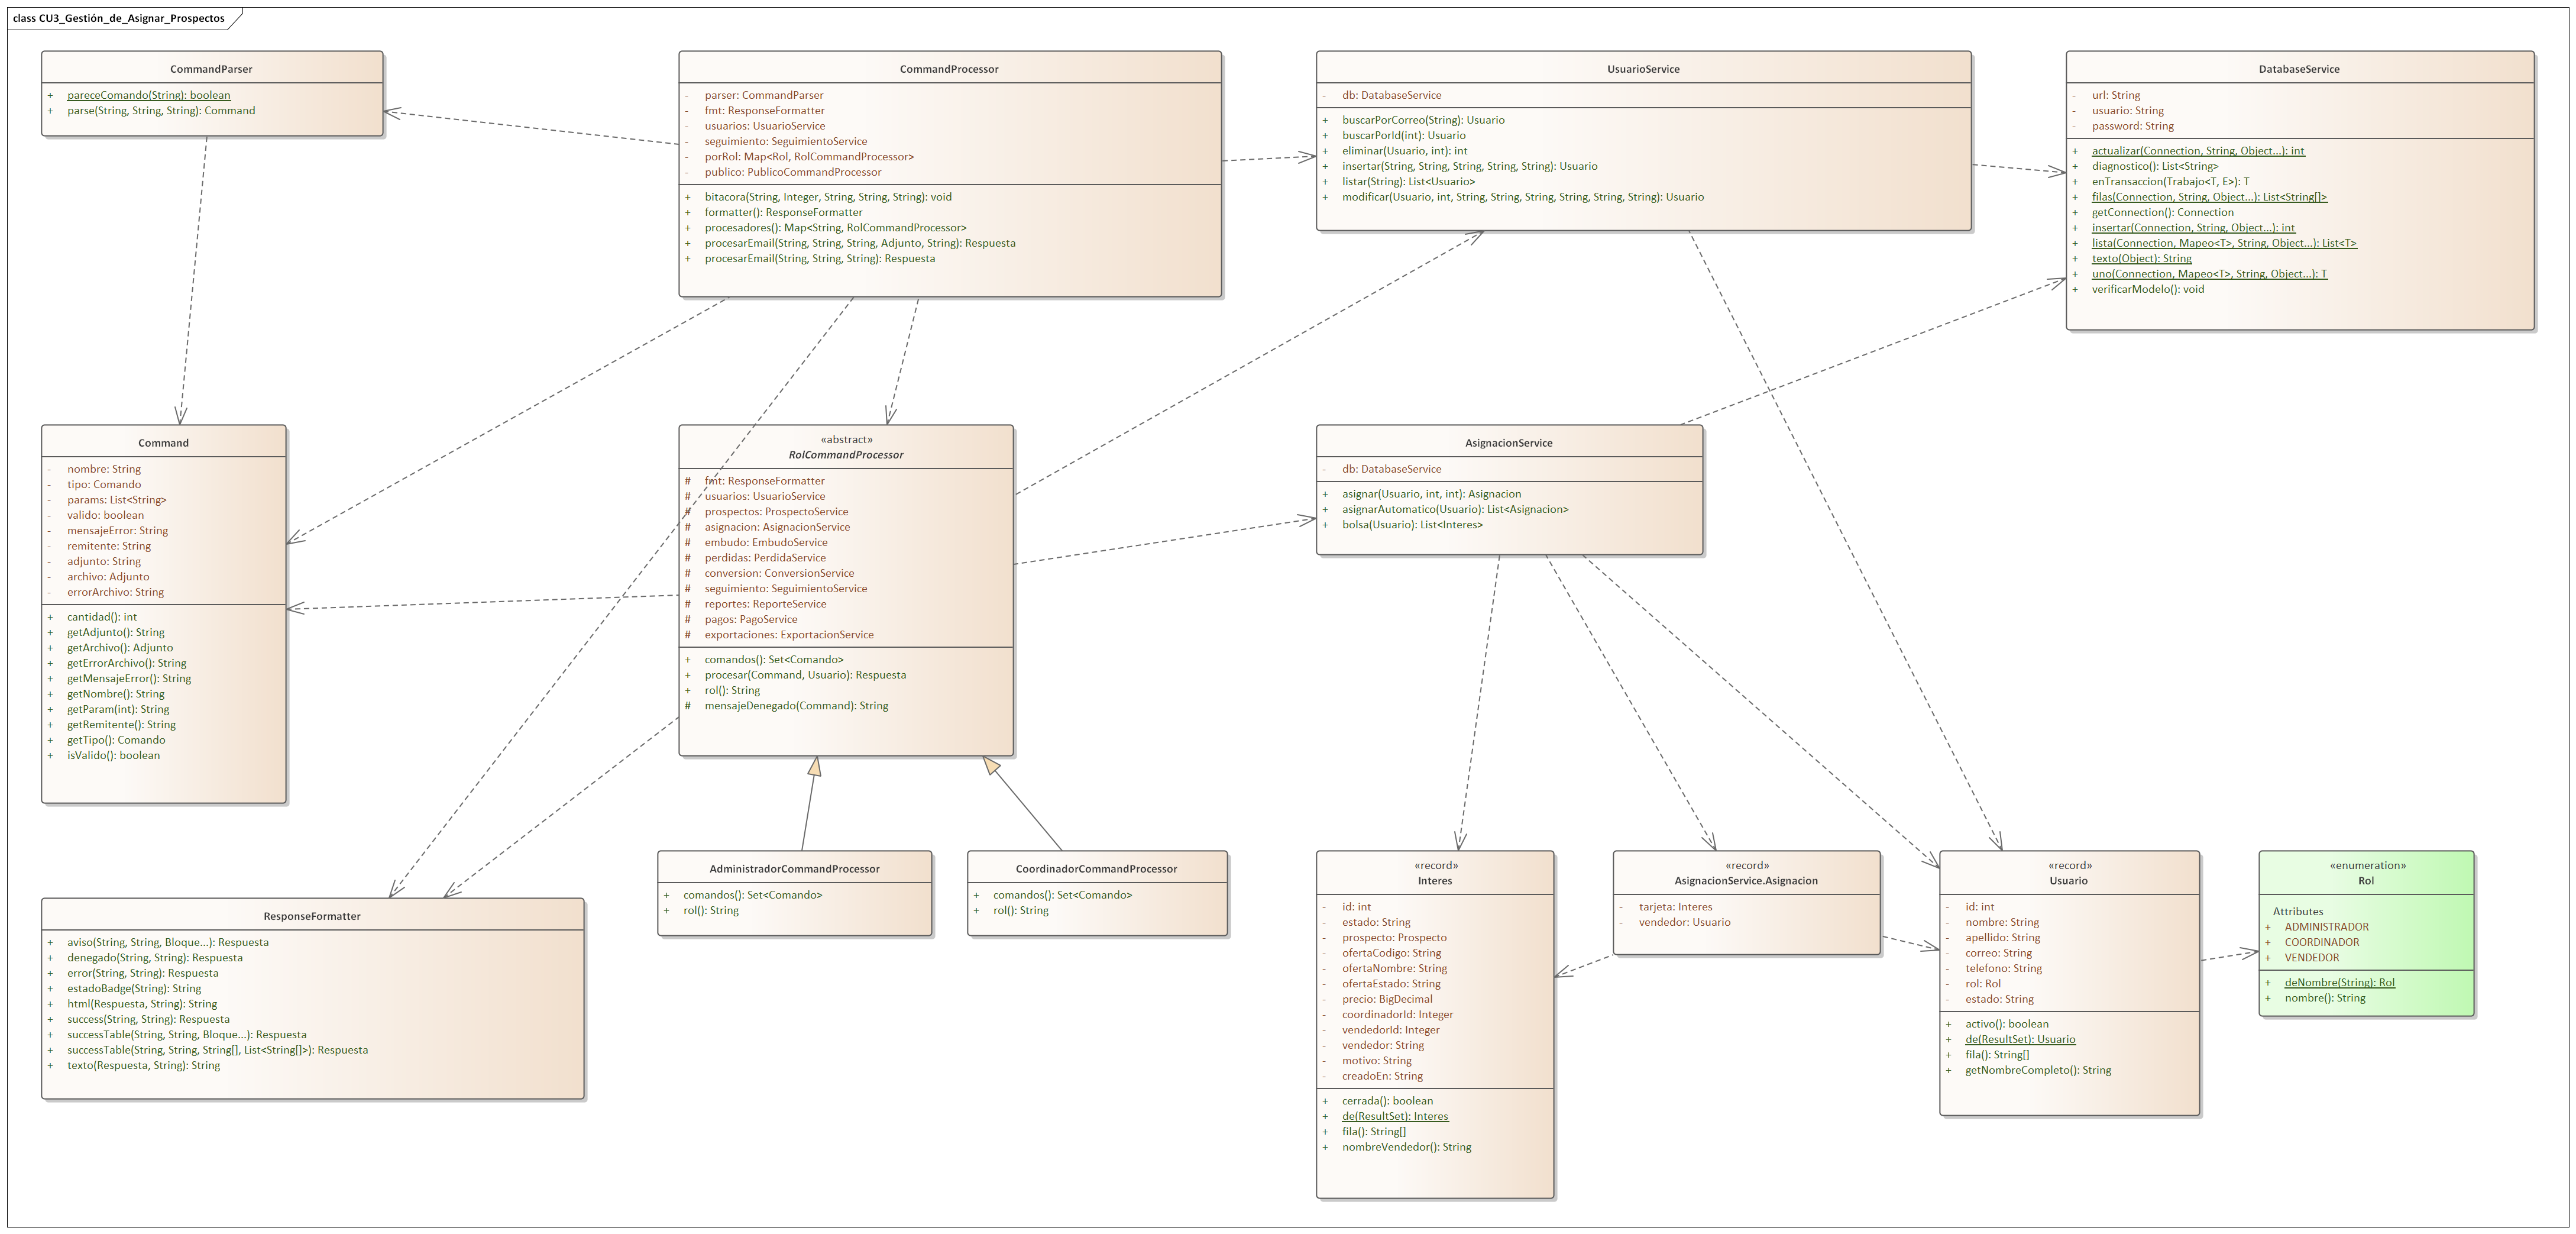 class CU3_Gestión_de_Asignar_Prospectos
CommandParser
+ pareceComando(String): boolean
+ parse(String, String, String): Command
CommandProcessor
- parser: CommandParser
- fmt: ResponseFormatter
- usuarios: UsuarioService
- seguimiento: SeguimientoService
- porRol: Map<Rol, RolCommandProcessor>
- publico: PublicoCommandProcessor
+ bitacora(String, Integer, String, String, String): void
+ formatter(): ResponseFormatter
+ procesadores(): Map<String, RolCommandProcessor>
+ procesarEmail(String, String, String, Adjunto, String): Respuesta
+ procesarEmail(String, String, String): Respuesta
UsuarioService
- db: DatabaseService
+ buscarPorCorreo(String): Usuario
+ buscarPorId(int): Usuario
+ eliminar(Usuario, int): int
+ insertar(String, String, String, String, String): Usuario
+ listar(String): List<Usuario>
+ modificar(Usuario, int, String, String, String, String, String, String): Usuario
DatabaseService
- url: String
- usuario: String
- password: String
+ actualizar(Connection, String, Object...): int
+ diagnostico(): List<String>
+ enTransaccion(Trabajo<T, E>): T
+ filas(Connection, String, Object...): List<String[]>
+ getConnection(): Connection
+ insertar(Connection, String, Object...): int
+ lista(Connection, Mapeo<T>, String, Object...): List<T>
+ texto(Object): String
+ uno(Connection, Mapeo<T>, String, Object...): T
+ verificarModelo(): void
Command
- nombre: String
- tipo: Comando
- params: List<String>
- valido: boolean
- mensajeError: String
- remitente: String
- adjunto: String
- archivo: Adjunto
- errorArchivo: String
+ cantidad(): int
+ getAdjunto(): String
+ getArchivo(): Adjunto
+ getErrorArchivo(): String
+ getMensajeError(): String
+ getNombre(): String
+ getParam(int): String
+ getRemitente(): String
+ getTipo(): Comando
+ isValido(): boolean
«abstract»
RolCommandProcessor
# fmt: ResponseFormatter
# usuarios: UsuarioService
# prospectos: ProspectoService
# asignacion: AsignacionService
# embudo: EmbudoService
# perdidas: PerdidaService
# conversion: ConversionService
# seguimiento: SeguimientoService
# reportes: ReporteService
# pagos: PagoService
# exportaciones: ExportacionService
+ comandos(): Set<Comando>
+ procesar(Command, Usuario): Respuesta
+ rol(): String
# mensajeDenegado(Command): String
AsignacionService
- db: DatabaseService
+ asignar(Usuario, int, int): Asignacion
+ asignarAutomatico(Usuario): List<Asignacion>
+ bolsa(Usuario): List<Interes>
ResponseFormatter
+ aviso(String, String, Bloque...): Respuesta
+ denegado(String, String): Respuesta
+ error(String, String): Respuesta
+ estadoBadge(String): String
+ html(Respuesta, String): String
+ success(String, String): Respuesta
+ successTable(String, String, Bloque...): Respuesta
+ successTable(String, String, String[], List<String[]>): Respuesta
+ texto(Respuesta, String): String
AdministradorCommandProcessor
+ comandos(): Set<Comando>
+ rol(): String
CoordinadorCommandProcessor
+ comandos(): Set<Comando>
+ rol(): String
«record»
Interes
- id: int
- estado: String
- prospecto: Prospecto
- ofertaCodigo: String
- ofertaNombre: String
- ofertaEstado: String
- precio: BigDecimal
- coordinadorId: Integer
- vendedorId: Integer
- vendedor: String
- motivo: String
- creadoEn: String
+ cerrada(): boolean
+ de(ResultSet): Interes
+ fila(): String[]
+ nombreVendedor(): String
«record»
AsignacionService.Asignacion
- tarjeta: Interes
- vendedor: Usuario
«record»
Usuario
- id: int
- nombre: String
- apellido: String
- correo: String
- telefono: String
- rol: Rol
- estado: String
+ activo(): boolean
+ de(ResultSet): Usuario
+ fila(): String[]
+ getNombreCompleto(): String
«enumeration»
Rol
Attributes
+ ADMINISTRADOR
+ COORDINADOR
+ VENDEDOR
+ deNombre(String): Rol
+ nombre(): String